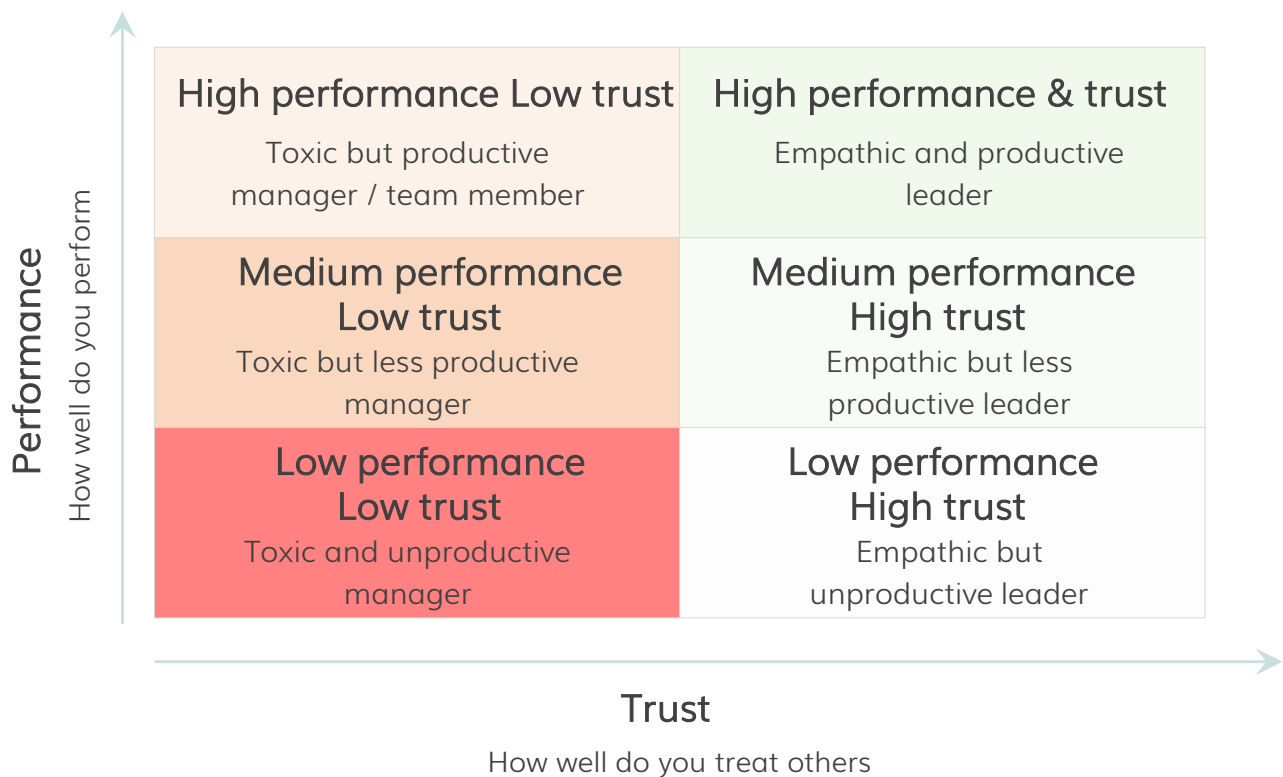 High performance Low trust
Toxic but productive
manager / team member
High performance & trust
Empathic and productive
leader
Medium performance
Low trust
Toxic but less productive
manager
Medium performance
High trust
Empathic but less
productive leader
Low performance
Low trust
Toxic and unproductive
manager
Low performance
High trust
Empathic but
unproductive leader
Performance
How well do you perform
Trust
How well do you treat others